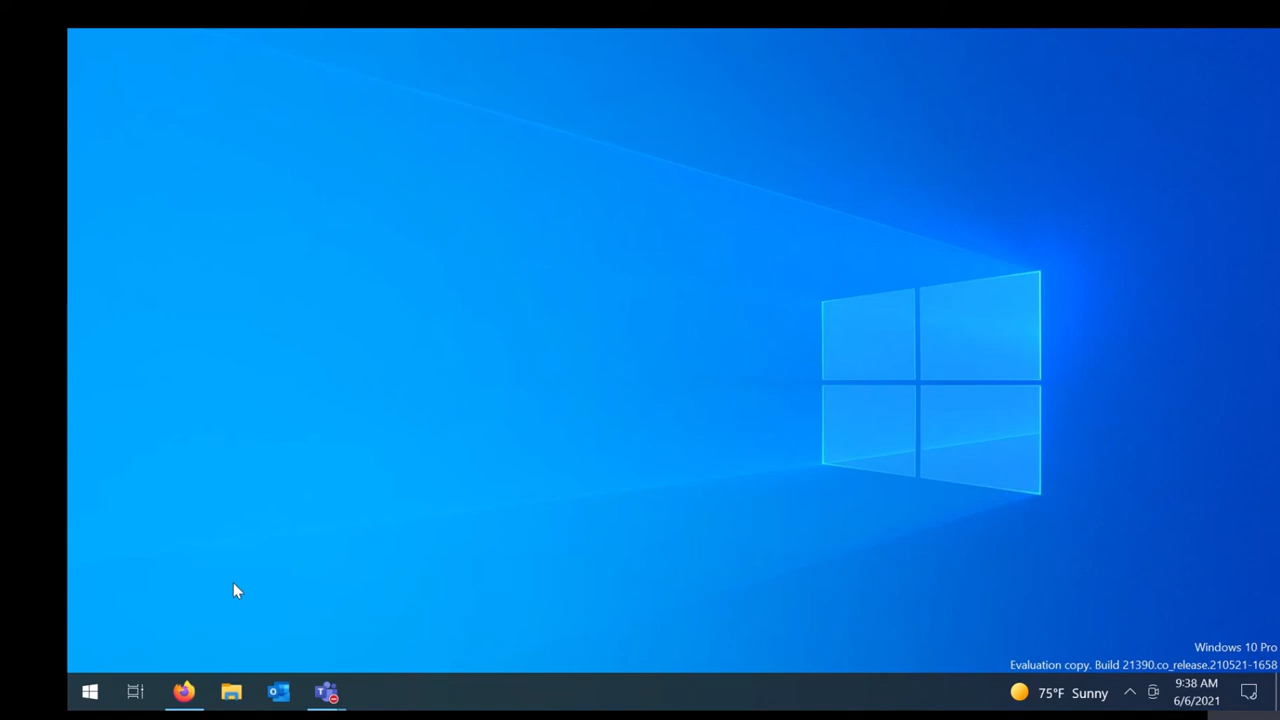 Windows 10 Pro
Evaluation copy. Build 21390.co_release.210521-1658
75°F Sunny
9:38 AM
6/6/2021